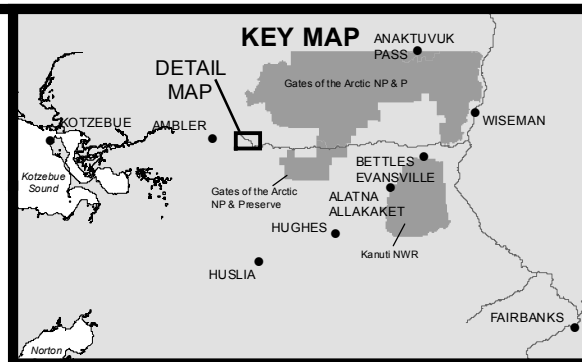 KEY MAP
ANAKTUVUK
PASS
DETAIL
MAP
Gates of the Arctic NP & P
KOTZEBUE
AMBLER
WISEMAN
Kotzebue
Sound
BETTLES
EVANSVILLE
Gates of the Arctic
NP & Preserve
ALATNA
ALLAKAKET
HUGHES
Kanuti NWR
HUSLIA
FAIRBANKS
Norton